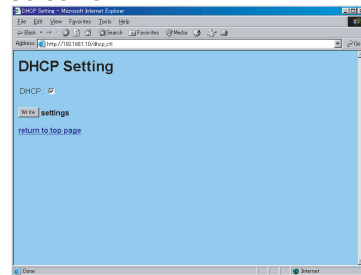 DHCP Setting - Microsoft Internet Explorer
File Edit View Favorites Tools Help
Back Search Favorites Media
Address http://192.168.1.10/dhcp_ctl Go
DHCP Setting
DHCP :
Write settings
return to top page
Done Internet